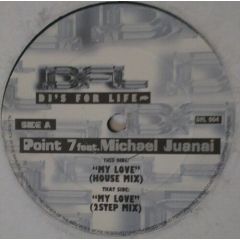 DFL
DJ'S FOR LIFE
SIDE A
DFL 004
Point 7 feat. Michael Juanai
THIS SIDE:
"MY LOVE"
(HOUSE MIX)
THAT SIDE:
"MY LOVE"
(2STEP MIX)